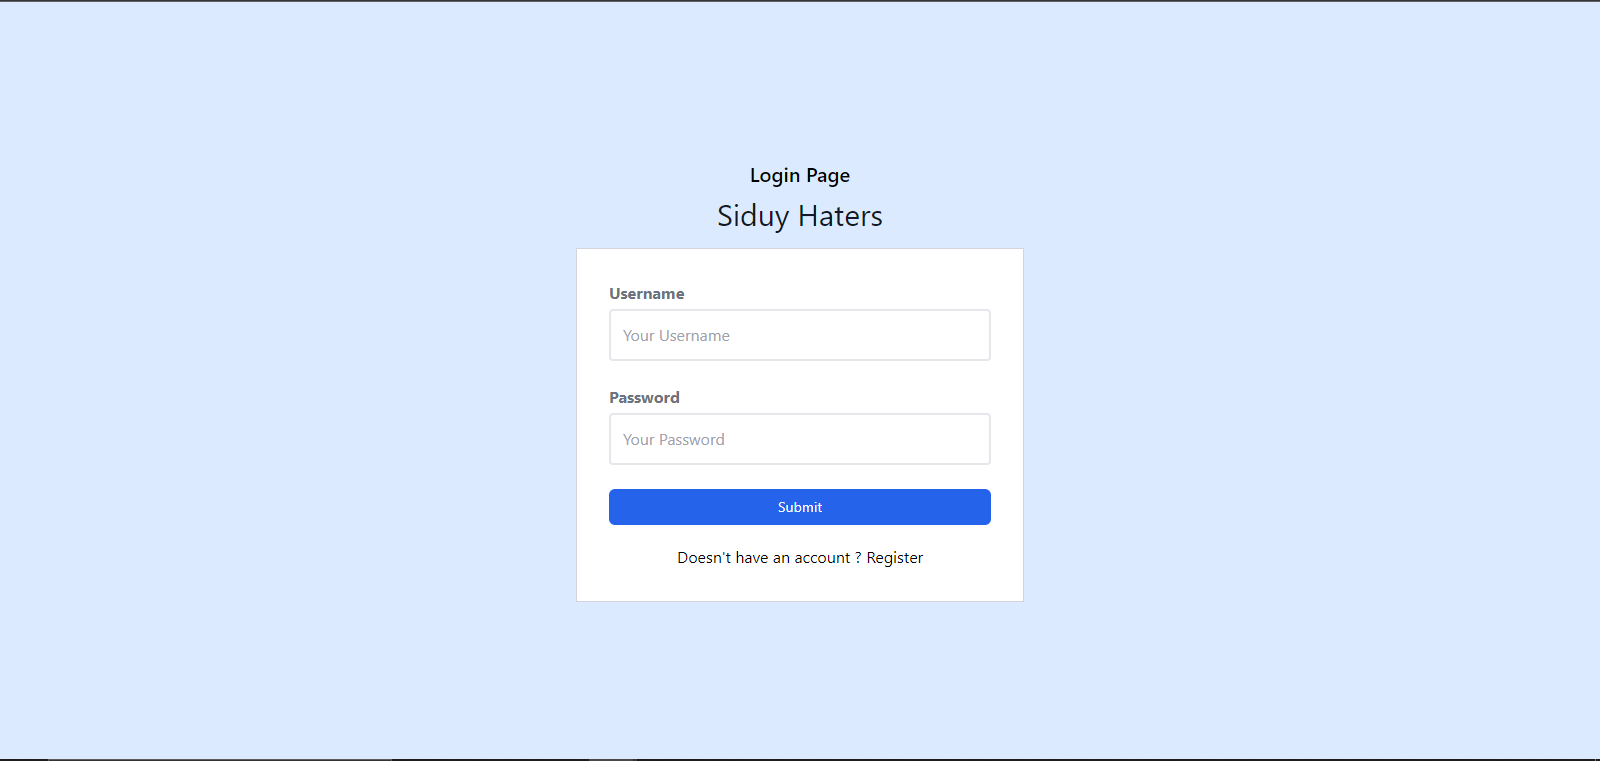 Login Page
Siduy Haters
Username
Your Username
Password
Your Password
Submit
Doesn't have an account ? Register